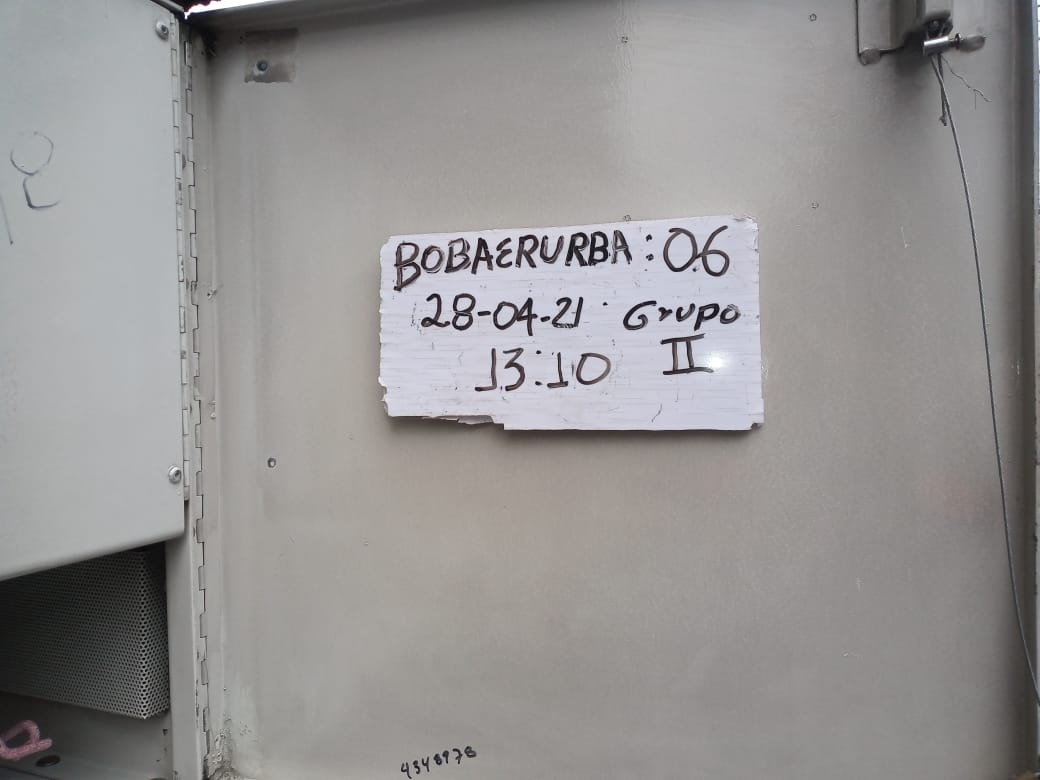 BOBAERURBA: 06
28-04-21 Grupo
13:10 II
4348978